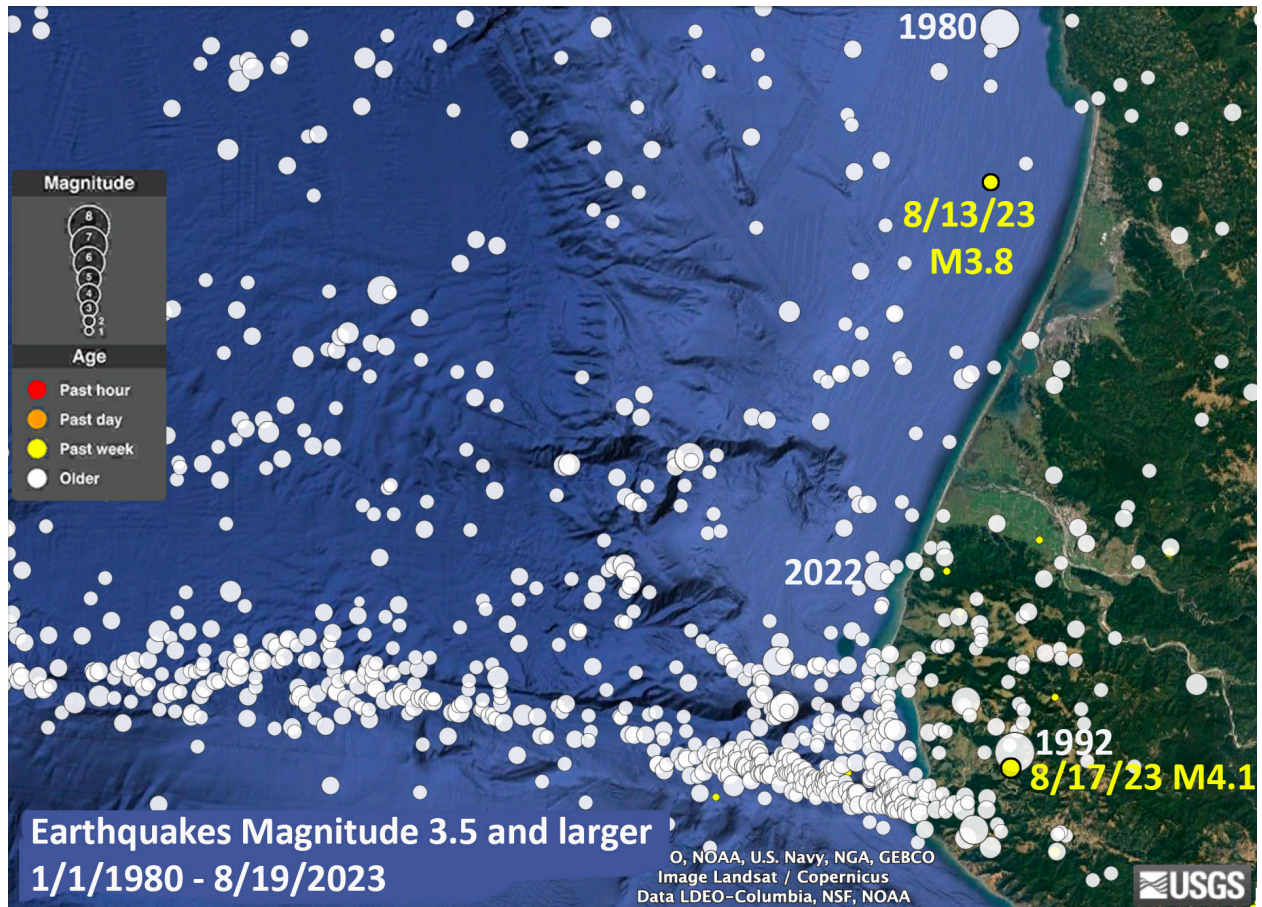 1980
Magnitude
8
7
6
5
4
3
2
1
Age
Past hour
Past day
Past week
Older
8/13/23
M3.8
2022
1992
8/17/23 M4.1
Earthquakes Magnitude 3.5 and larger
1/1/1980 - 8/19/2023
O, NOAA, U.S. Navy, NGA, GEBCO
Image Landsat / Copernicus
Data LDEO-Columbia, NSF, NOAA
USGS